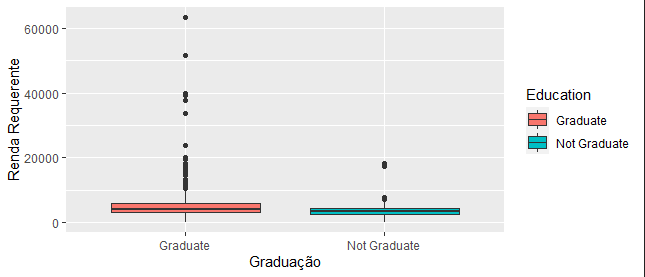 60000
40000
20000
0
Renda Requerente
Graduate
Not Graduate
Graduação
Education
Graduate
Not Graduate